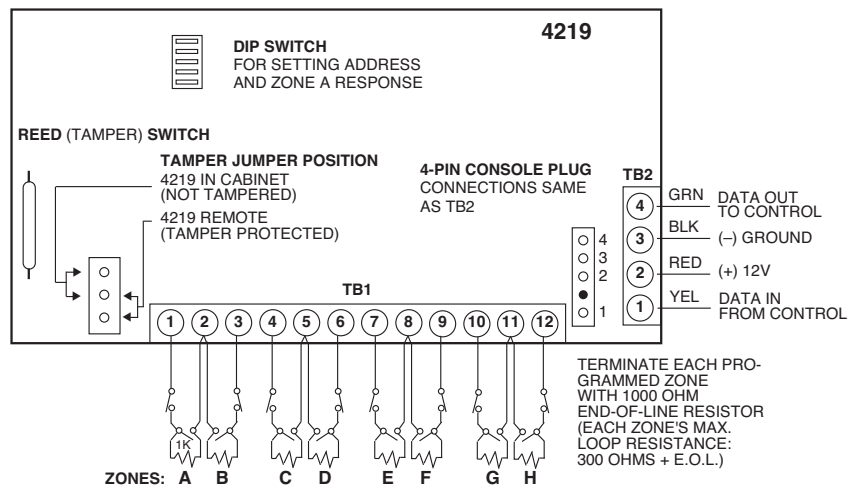 4219
DIP SWITCH
FOR SETTING ADDRESS
AND ZONE A RESPONSE
REED (TAMPER) SWITCH
TAMPER JUMPER POSITION
4219 IN CABINET
(NOT TAMPERED)
4219 REMOTE
(TAMPER PROTECTED)
4-PIN CONSOLE PLUG
CONNECTIONS SAME
AS TB2
4
3
2
1
TB2
4 GRN DATA OUT
TO CONTROL
3 BLK (–) GROUND
2 RED (+) 12V
1 YEL DATA IN
FROM CONTROL
TB1
1 2 3 4 5 6 7 8 9 10 11 12
TERMINATE EACH PRO-
GRAMMED ZONE
WITH 1000 OHM
END-OF-LINE RESISTOR
(EACH ZONE'S MAX.
LOOP RESISTANCE:
300 OHMS + E.O.L.)
1K
ZONES: A B C D E F G H